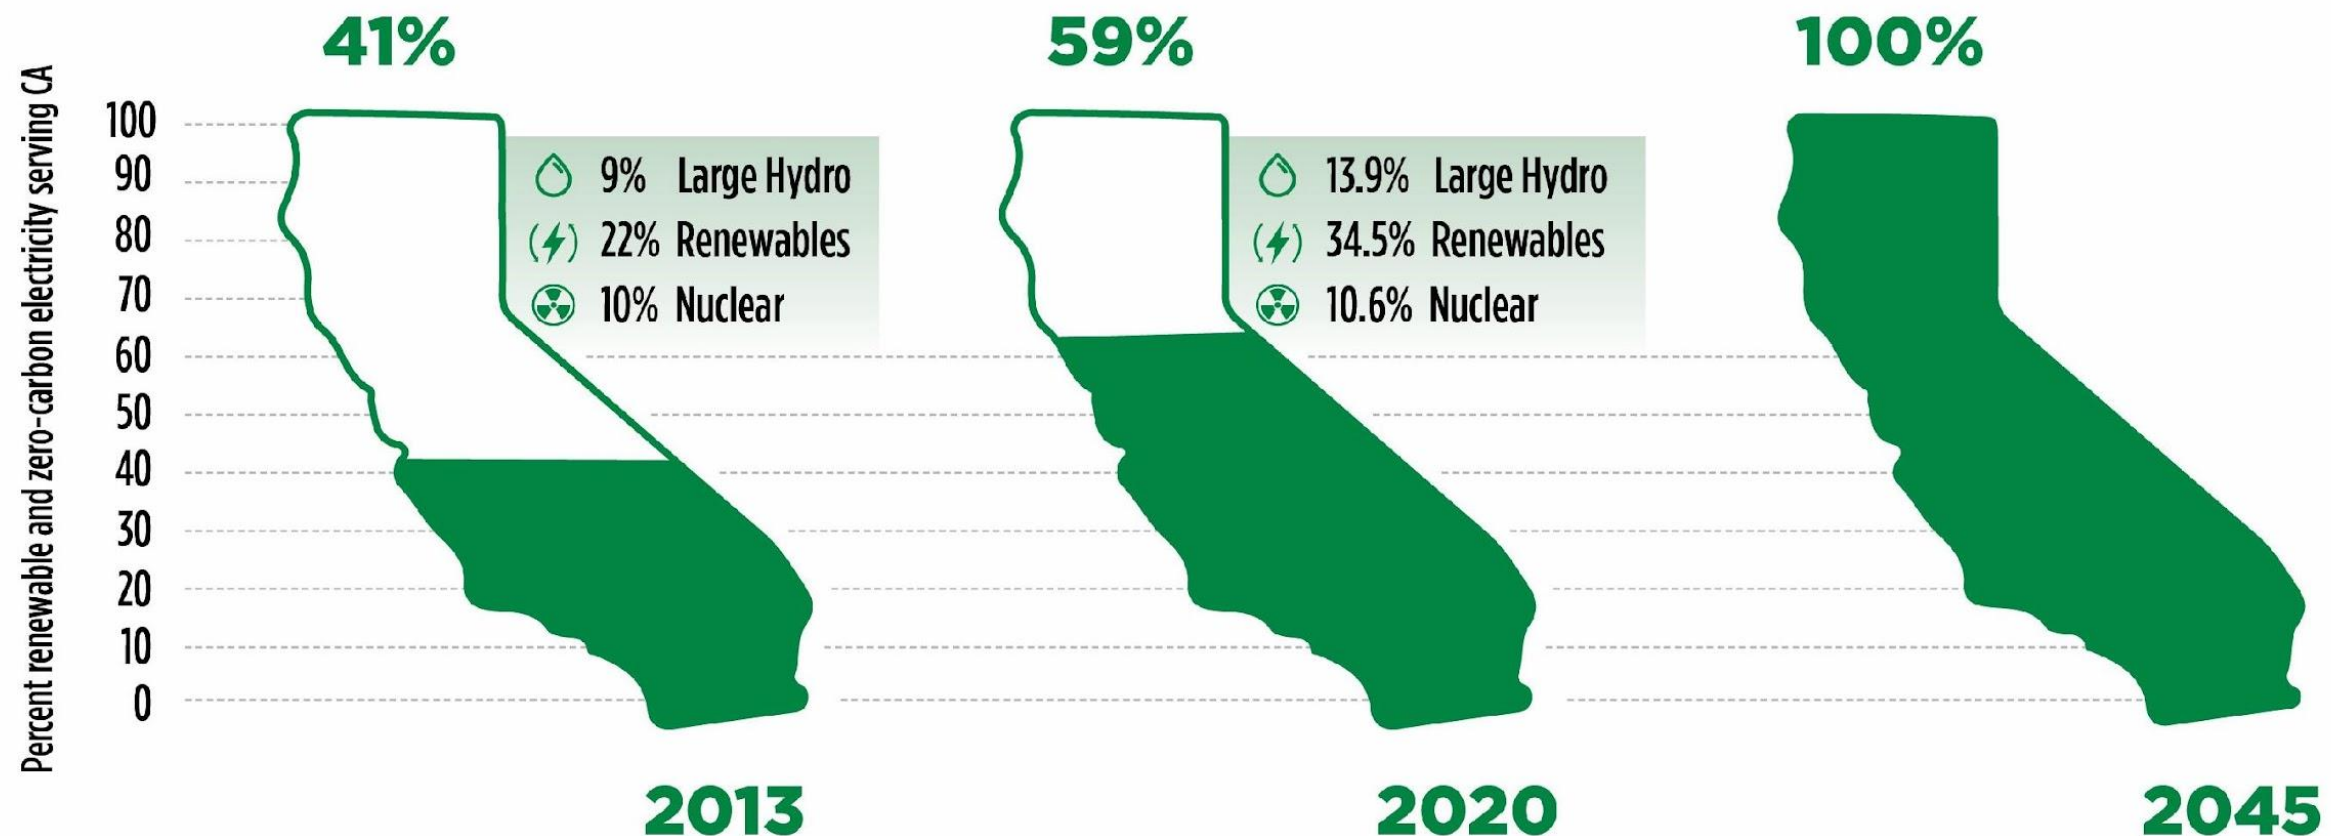 41%
59%
100%
Percent renewable and zero-carbon electricity serving CA
100
90
80
70
60
50
40
30
20
10
0
9% Large Hydro
22% Renewables
10% Nuclear
13.9% Large Hydro
34.5% Renewables
10.6% Nuclear
2013
2020
2045